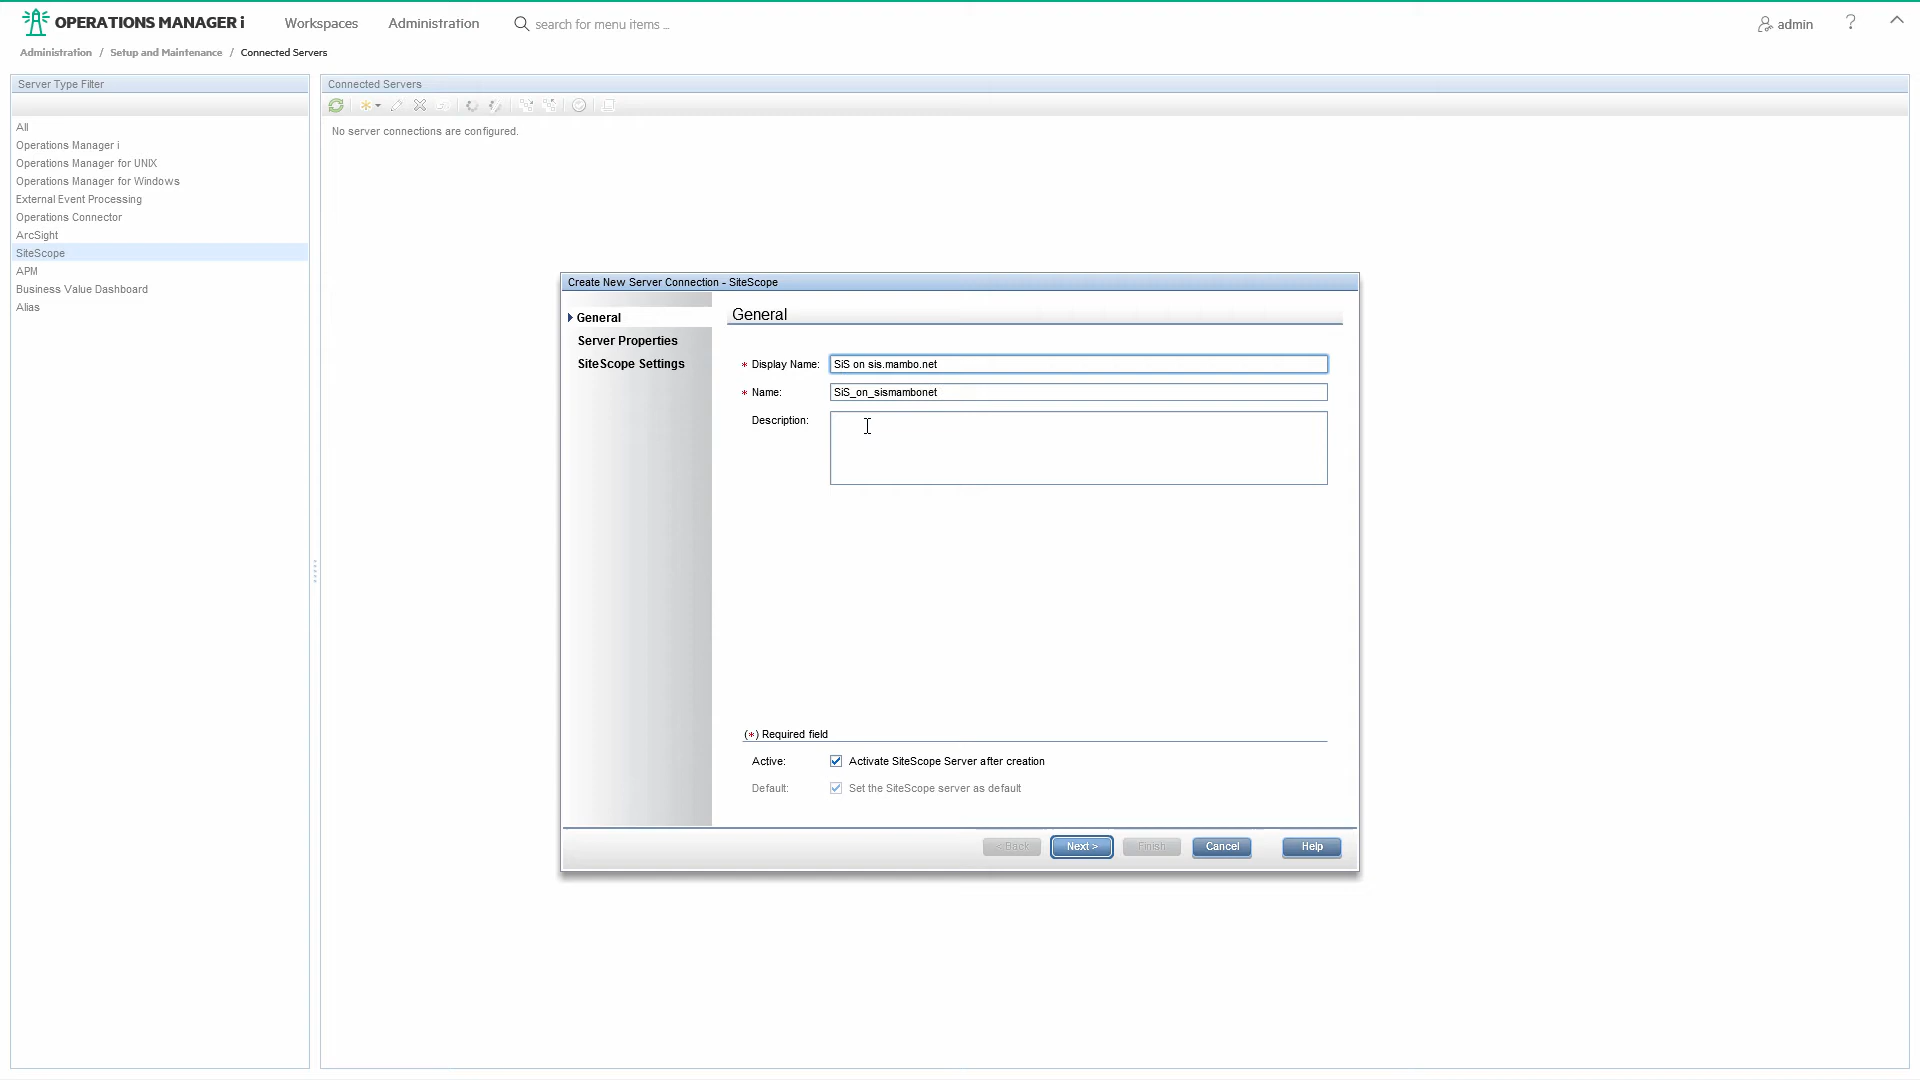 OPERATIONS MANAGER i
Workspaces
Administration
search for menu items ...
admin
?
Administration / Setup and Maintenance / Connected Servers
Server Type Filter
All
Operations Manager i
Operations Manager for UNIX
Operations Manager for Windows
External Event Processing
Operations Connector
ArcSight
SiteScope
APM
Business Value Dashboard
Alias
Connected Servers
No server connections are configured.
Create New Server Connection - SiteScope
General
Server Properties
SiteScope Settings
General
* Display Name: SiS on sis.mambo.net
* Name: SiS_on_sismambonet
Description:
(*) Required field
Active: Activate SiteScope Server after creation
Default: Set the SiteScope server as default
< Back
Next >
Finish
Cancel
Help